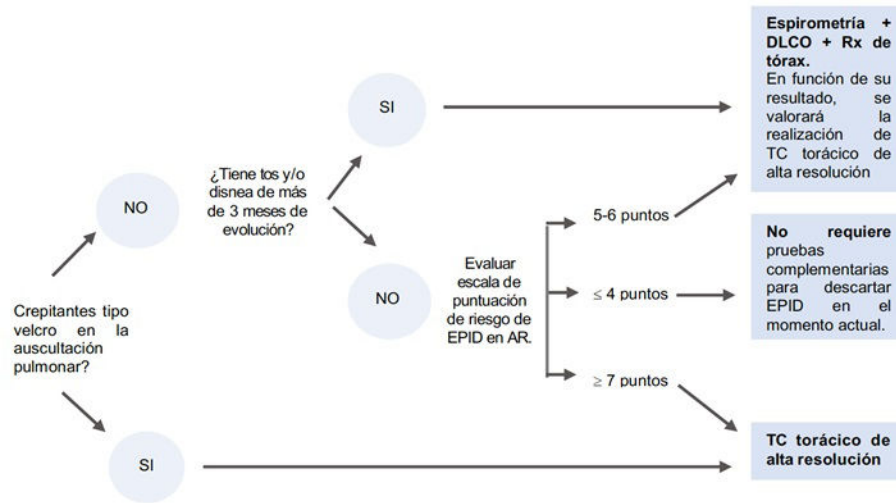 Crepitantes tipo
velcro en la
auscultación
pulmonar?
NO
SI
¿Tiene tos y/o
disnea de más
de 3 meses de
evolución?
SI
NO
Evaluar
escala de
puntuación
de riesgo de
EPID en AR.
5-6 puntos
≤ 4 puntos
≥ 7 puntos
Espirometría +
DLCO + Rx de
tórax.
En función de su
resultado, se
valorará la
realización de
TC torácico de
alta resolución
No requiere
pruebas
complementarias
para descartar
EPID en el
momento actual.
TC torácico de
alta resolución